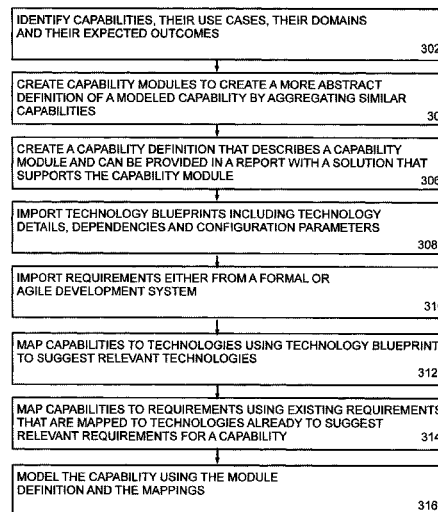 IDENTIFY CAPABILITIES, THEIR USE CASES, THEIR DOMAINS
AND THEIR EXPECTED OUTCOMES
302
CREATE CAPABILITY MODULES TO CREATE A MORE ABSTRACT
DEFINITION OF A MODELED CAPABILITY BY AGGREGATING SIMILAR
CAPABILITIES
CREATE A CAPABILITY DEFINITION THAT DESCRIBES A CAPABILITY
MODULE AND CAN BE PROVIDED IN A REPORT WITH A SOLUTION THAT
SUPPORTS THE CAPABILITY MODULE
306
IMPORT TECHNOLOGY BLUEPRINTS INCLUDING TECHNOLOGY
DETAILS, DEPENDENCIES AND CONFIGURATION PARAMETERS
308
IMPORT REQUIREMENTS EITHER FROM A FORMAL OR
AGILE DEVELOPMENT SYSTEM
MAP CAPABILITIES TO TECHNOLOGIES USING TECHNOLOGY BLUEPRINT
TO SUGGEST RELEVANT TECHNOLOGIES
312
MAP CAPABILITIES TO REQUIREMENTS USING EXISTING REQUIREMENTS
THAT ARE MAPPED TO TECHNOLOGIES ALREADY TO SUGGEST
RELEVANT REQUIREMENTS FOR A CAPABILITY
314
MODEL THE CAPABILITY USING THE MODULE
DEFINITION AND THE MAPPINGS
316